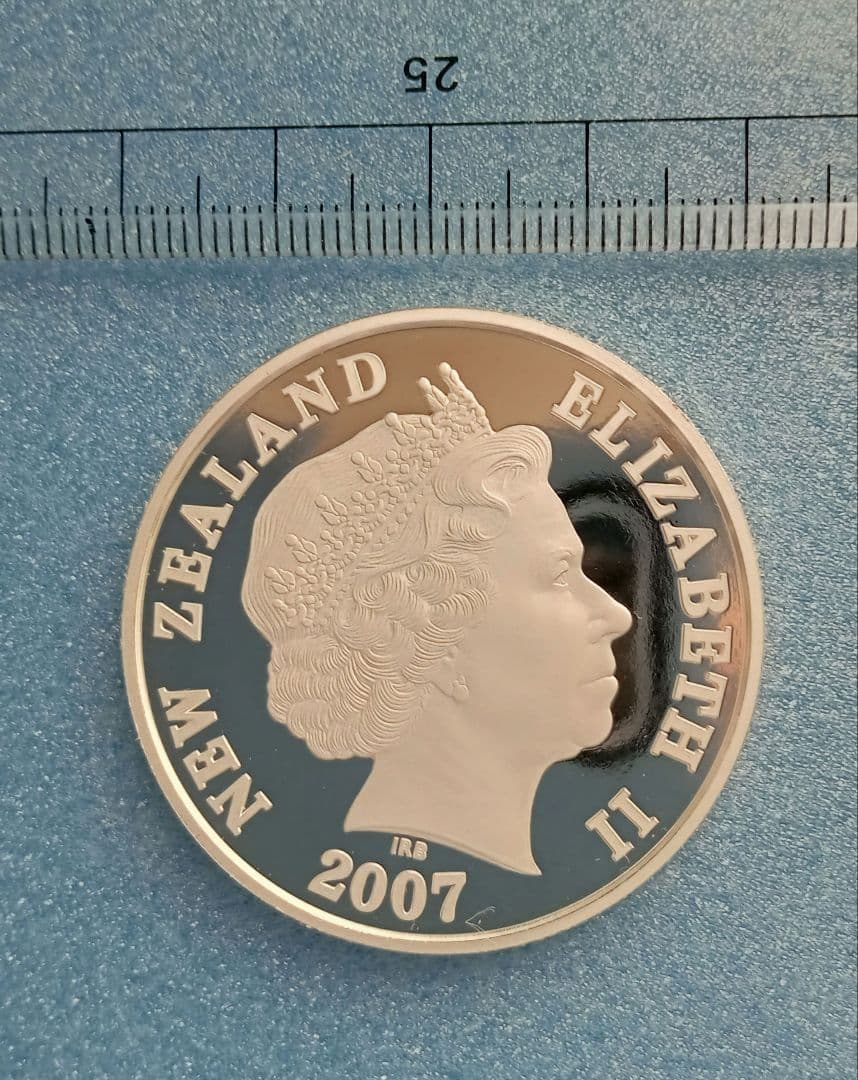 25
NEW ZEALAND
ELIZABETH II
IRB
2007